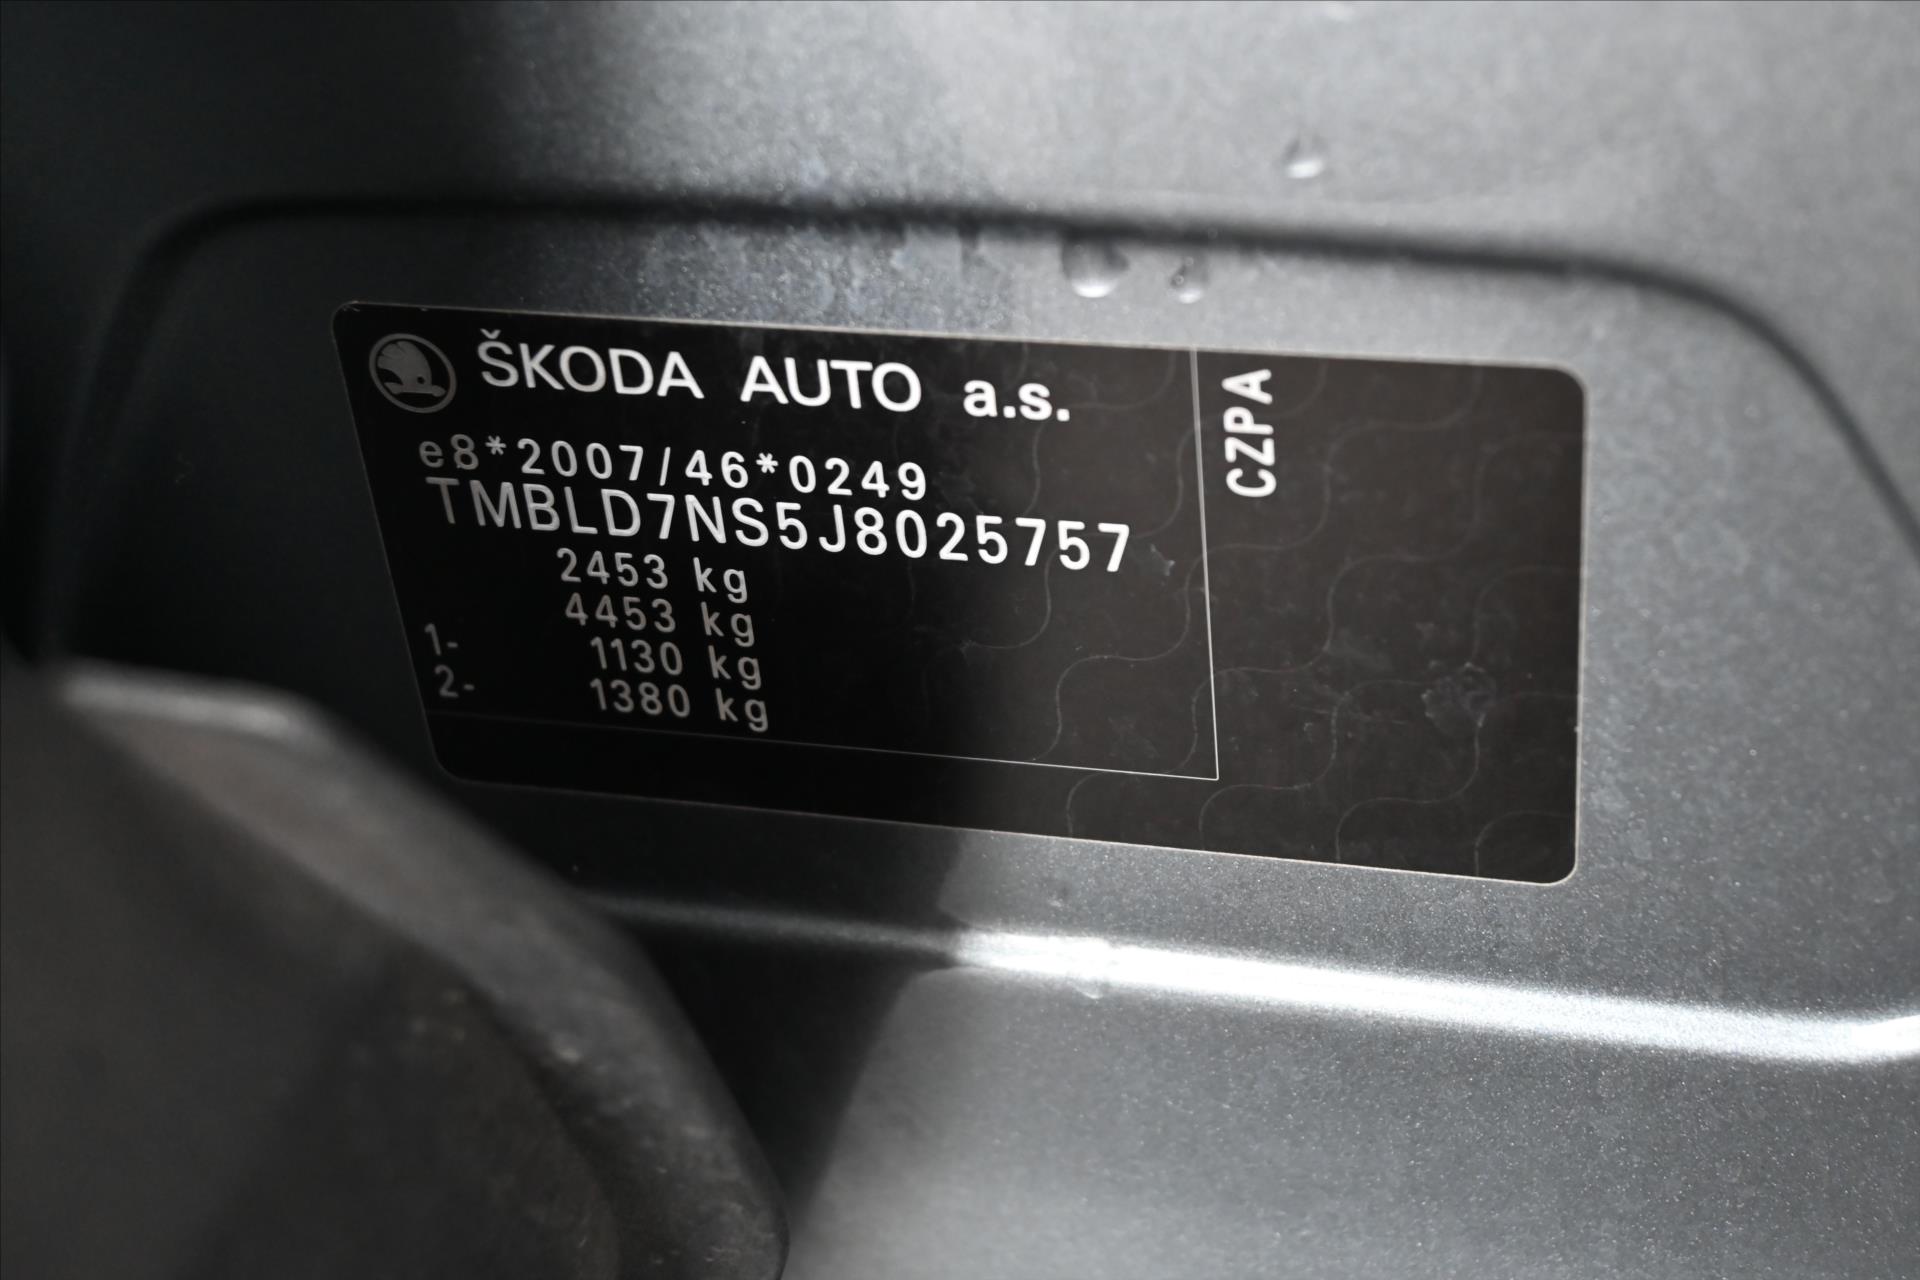 ŠKODA AUTO a.s.
e8*2007/46*0249
TMBLD7NS5J8025757
2453 kg
4453 kg
1- 1130 kg
2- 1380 kg
CZPA